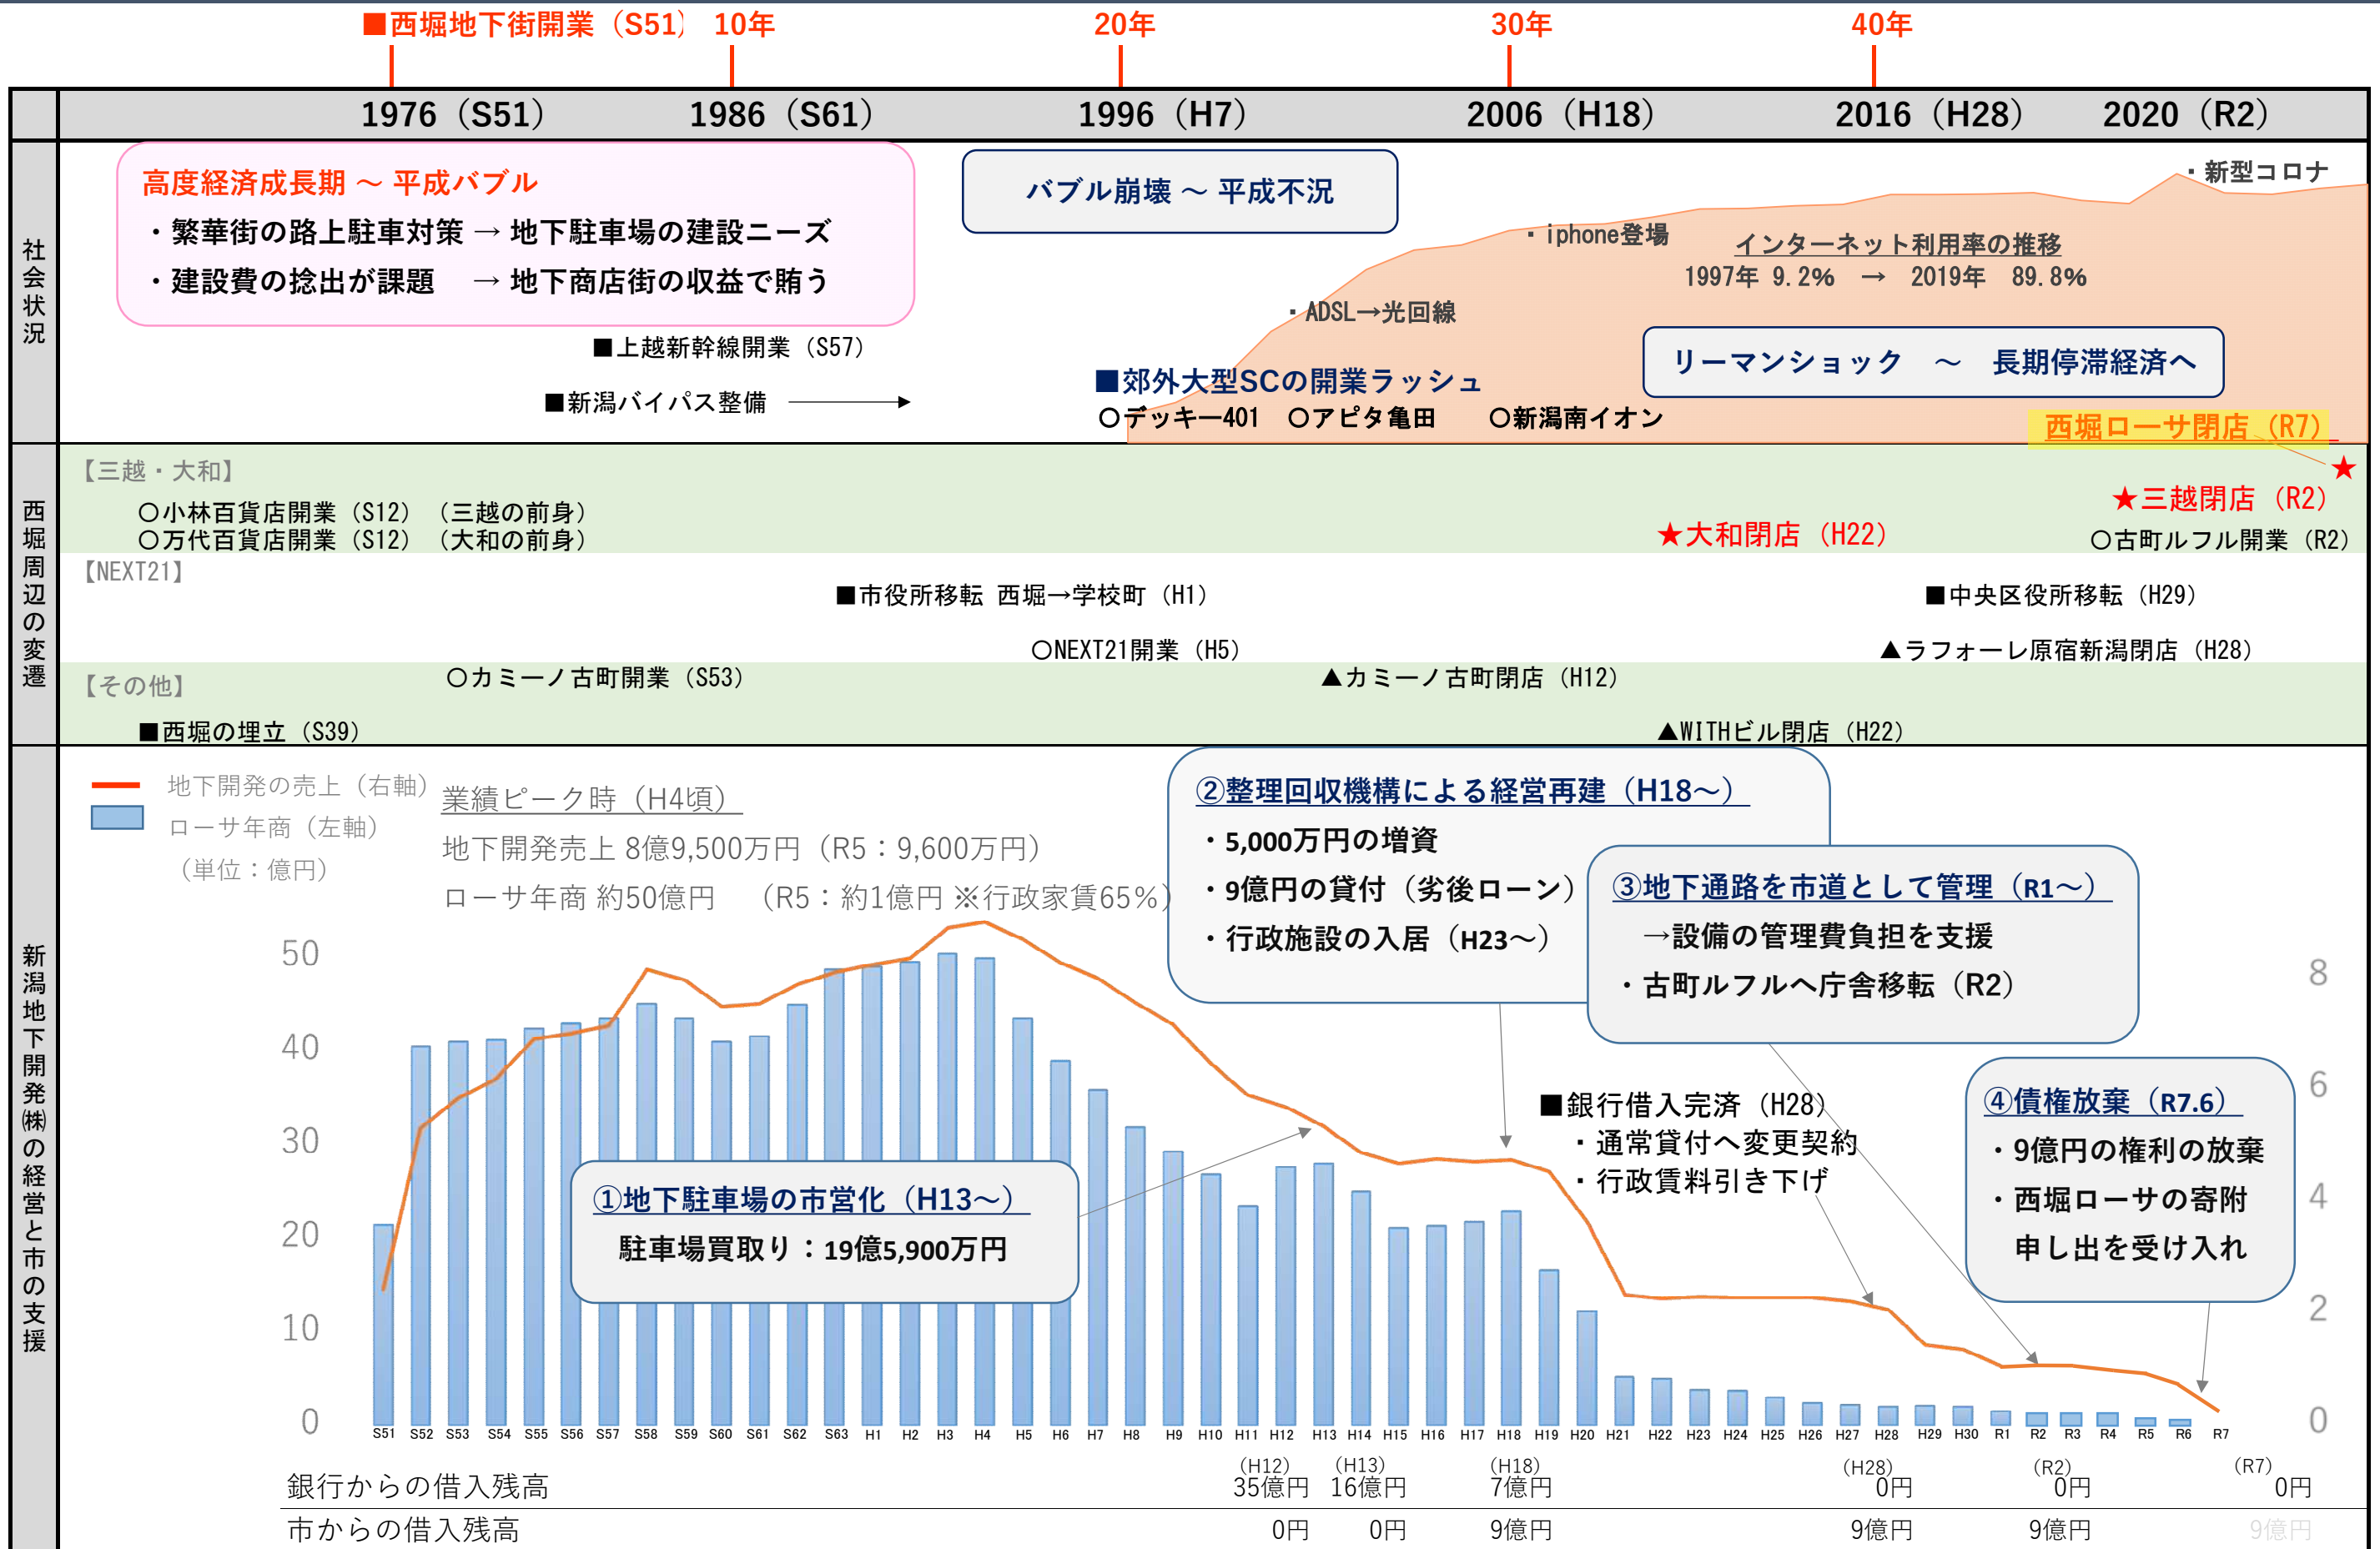 ■西堀地下街開業（S51） 10年 20年 30年 40年
1976（S51） 1986（S61） 1996（H7） 2006（H18） 2016（H28） 2020（R2）
社会状況
高度経済成長期 ～ 平成バブル
・繁華街の路上駐車対策 → 地下駐車場の建設ニーズ
・建設費の捻出が課題　→ 地下商店街の収益で賄う
バブル崩壊 ～ 平成不況
・新型コロナ
・iphone登場
インターネット利用率の推移
1997年 9.2%　→　2019年　89.8%
・ADSL→光回線
■上越新幹線開業（S57）
リーマンショック　～　長期停滞経済へ
■新潟バイパス整備
■郊外大型SCの開業ラッシュ
○デッキー401　○アピタ亀田　　○新潟南イオン
西堀ローサ閉店（R7）
★
西堀周辺の変遷
【三越・大和】
★三越閉店（R2）
○小林百貨店開業（S12）（三越の前身）
○万代百貨店開業（S12）（大和の前身）
★大和閉店（H22）
○古町ルフル開業（R2）
【NEXT21】
■市役所移転 西堀→学校町（H1）
■中央区役所移転（H29）
○NEXT21開業（H5）
▲ラフォーレ原宿新潟閉店（H28）
【その他】
○カミーノ古町開業（S53）
▲カミーノ古町閉店（H12）
■西堀の埋立（S39）
▲WITHビル閉店（H22）
新潟地下開発㈱の経営と市の支援
地下開発の売上（右軸）
ローサ年商（左軸）
（単位：億円）
業績ピーク時（H4頃）
地下開発売上 8億9,500万円（R5：9,600万円）
ローサ年商 約50億円　（R5：約1億円 ※行政家賃65%）
②整理回収機構による経営再建（H18～）
・5,000万円の増資
・9億円の貸付（劣後ローン）
・行政施設の入居（H23～）
③地下通路を市道として管理（R1～）
→設備の管理費負担を支援
・古町ルフルへ庁舎移転（R2）
■銀行借入完済（H28）
・通常貸付へ変更契約
・行政賃料引き下げ
④債権放棄（R7.6）
・9億円の権利の放棄
・西堀ローサの寄附
申し出を受け入れ
①地下駐車場の市営化（H13～）
駐車場買取り：19億5,900万円
50
40
30
20
10
0
8
6
4
2
0
S51 S52 S53 S54 S55 S56 S57 S58 S59 S60 S61 S62 S63 H1 H2 H3 H4 H5 H6 H7 H8 H9 H10 H11 H12 H13 H14 H15 H16 H17 H18 H19 H20 H21 H22 H23 H24 H25 H26 H27 H28 H29 H30 R1 R2 R3 R4 R5 R6 R7
（H12） （H13） （H18） （H28） （R2） （R7）
銀行からの借入残高 35億円 16億円 7億円 0円 0円 0円
市からの借入残高 0円 0円 9億円 9億円 9億円 9億円